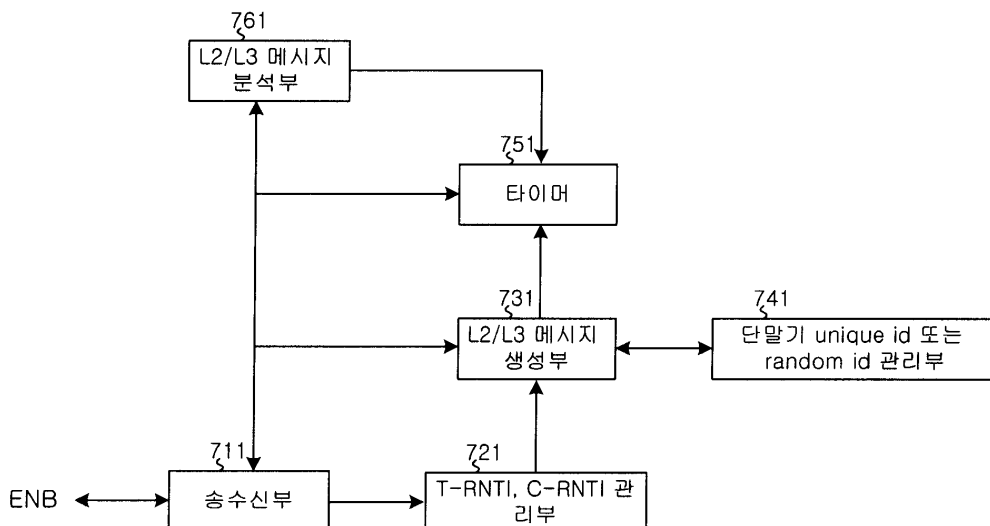 761
L2/L3 메시지
분석부
751
타이머
731
L2/L3 메시지
생성부
741
단말기 unique id 또는
random id 관리부
711
송수신부
721
T-RNTI, C-RNTI 관
리부
ENB